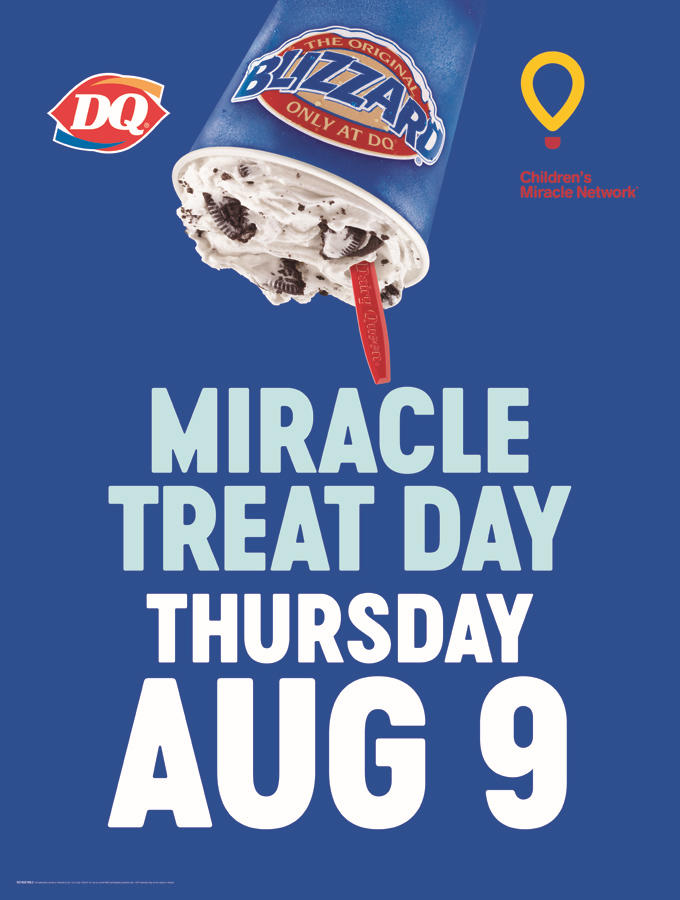 DQ
THE ORIGINAL
BLIZZARD
ONLY AT DQ
Children's
Miracle Network
Dairy Queen
MIRACLE
TREAT DAY
THURSDAY
AUG 9